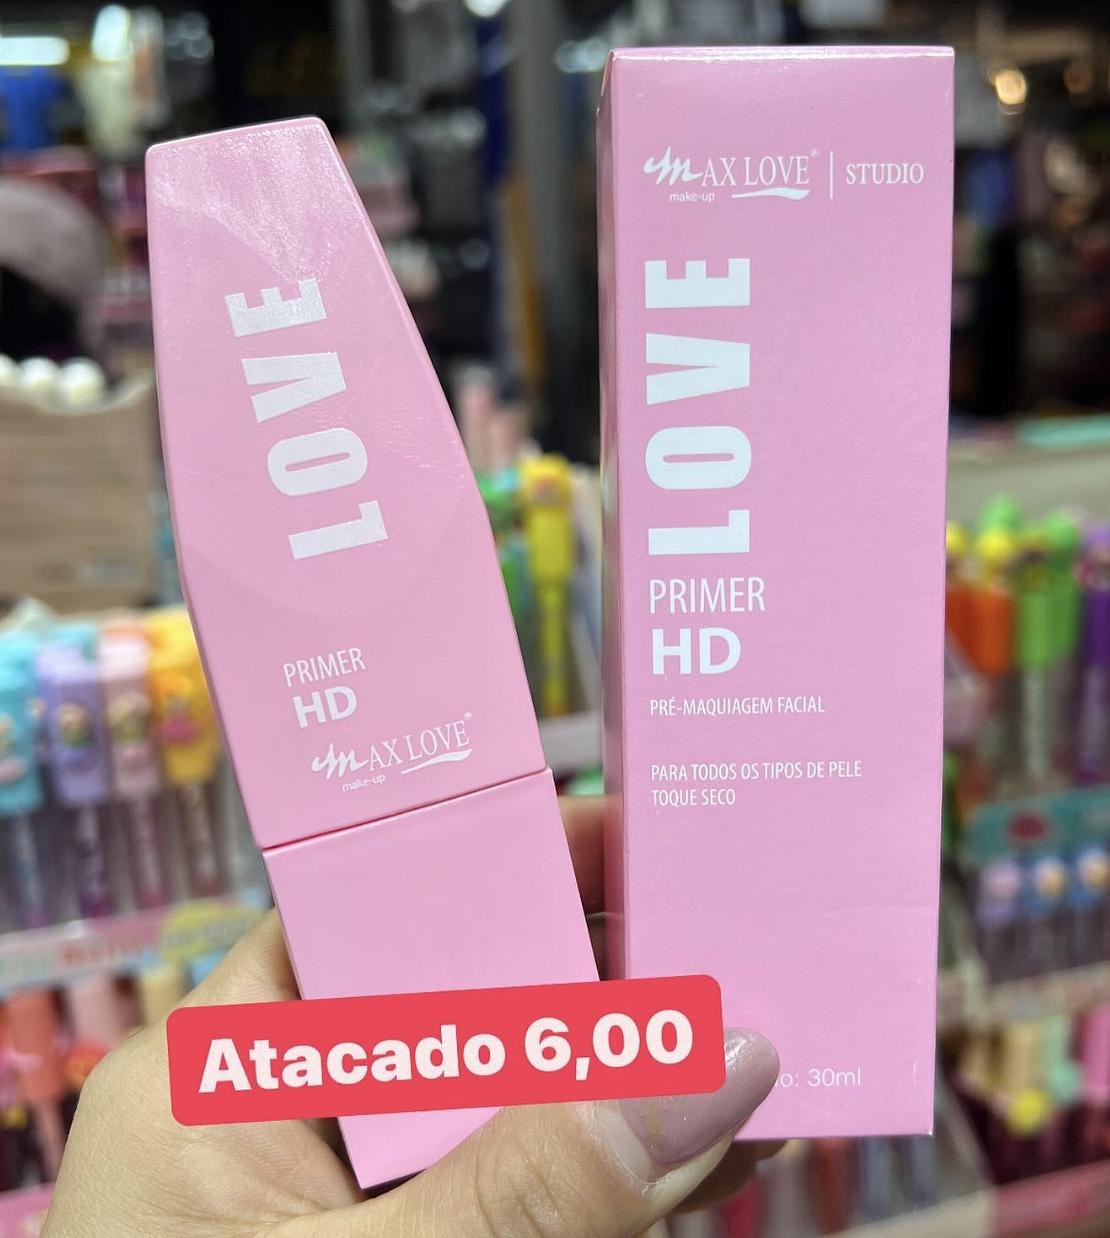 LOVE
PRIMER
HD
MAX LOVE®
make-up
MAX LOVE® | STUDIO
make-up
LOVE
PRIMER
HD
PRÉ-MAQUIAGEM FACIAL
PARA TODOS OS TIPOS DE PELE
TOQUE SECO
30ml
Atacado 6,00